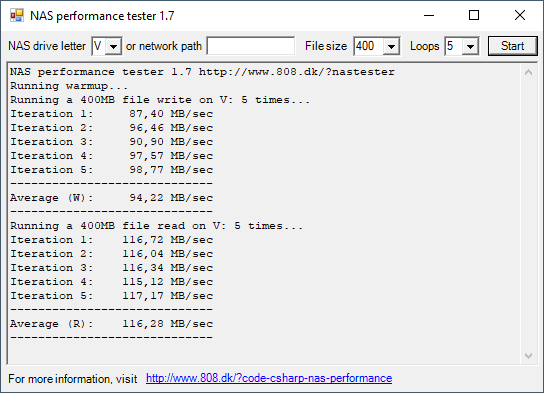 NAS performance tester 1.7
NAS drive letter V or network path File size 400 Loops 5 Start
NAS performance tester 1.7 http://www.808.dk/?nastester
Running warmup...
Running a 400MB file write on V: 5 times...
Iteration 1:     87,40 MB/sec
Iteration 2:     96,46 MB/sec
Iteration 3:     90,90 MB/sec
Iteration 4:     97,57 MB/sec
Iteration 5:     98,77 MB/sec
-----------------------------
Average (W):     94,22 MB/sec
-----------------------------
Running a 400MB file read on V: 5 times...
Iteration 1:    116,72 MB/sec
Iteration 2:    116,04 MB/sec
Iteration 3:    116,34 MB/sec
Iteration 4:    115,12 MB/sec
Iteration 5:    117,17 MB/sec
-----------------------------
Average (R):    116,28 MB/sec
-----------------------------
For more information, visit http://www.808.dk/?code-csharp-nas-performance